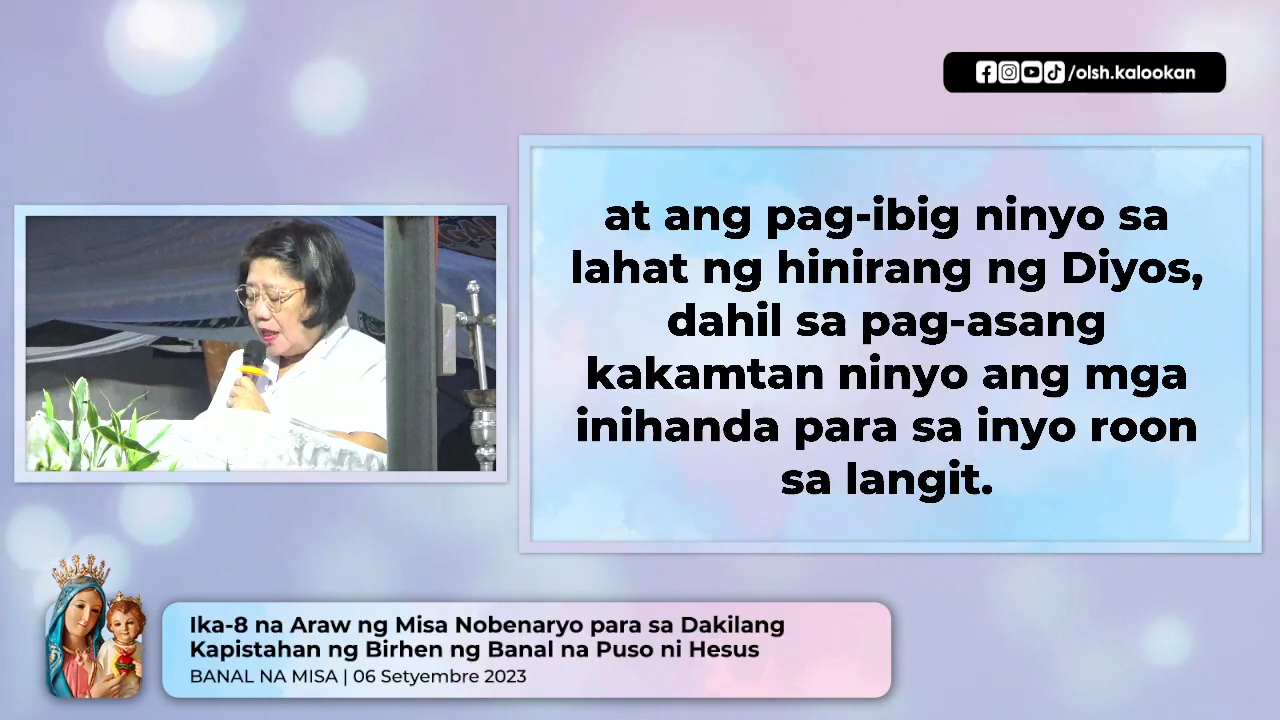 /olsh.kalookan
at ang pag-ibig ninyo sa
lahat ng hinirang ng Diyos,
dahil sa pag-asang
kakamtan ninyo ang mga
inihanda para sa inyo roon
sa langit.
Ika-8 na Araw ng Misa Nobenaryo para sa Dakilang
Kapistahan ng Birhen ng Banal na Puso ni Hesus
BANAL NA MISA | 06 Setyembre 2023